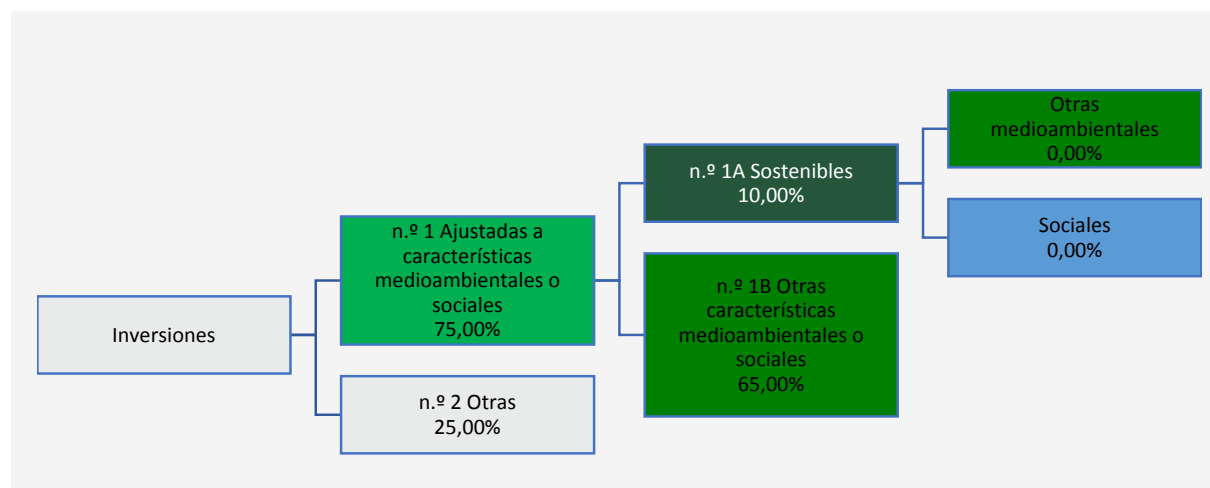 Inversiones
n.º 1 Ajustadas a
características
medioambientales o
sociales
75,00%
n.º 2 Otras
25,00%
n.º 1A Sostenibles
10,00%
n.º 1B Otras
características
medioambientales o
sociales
65,00%
Otras
medioambientales
0,00%
Sociales
0,00%